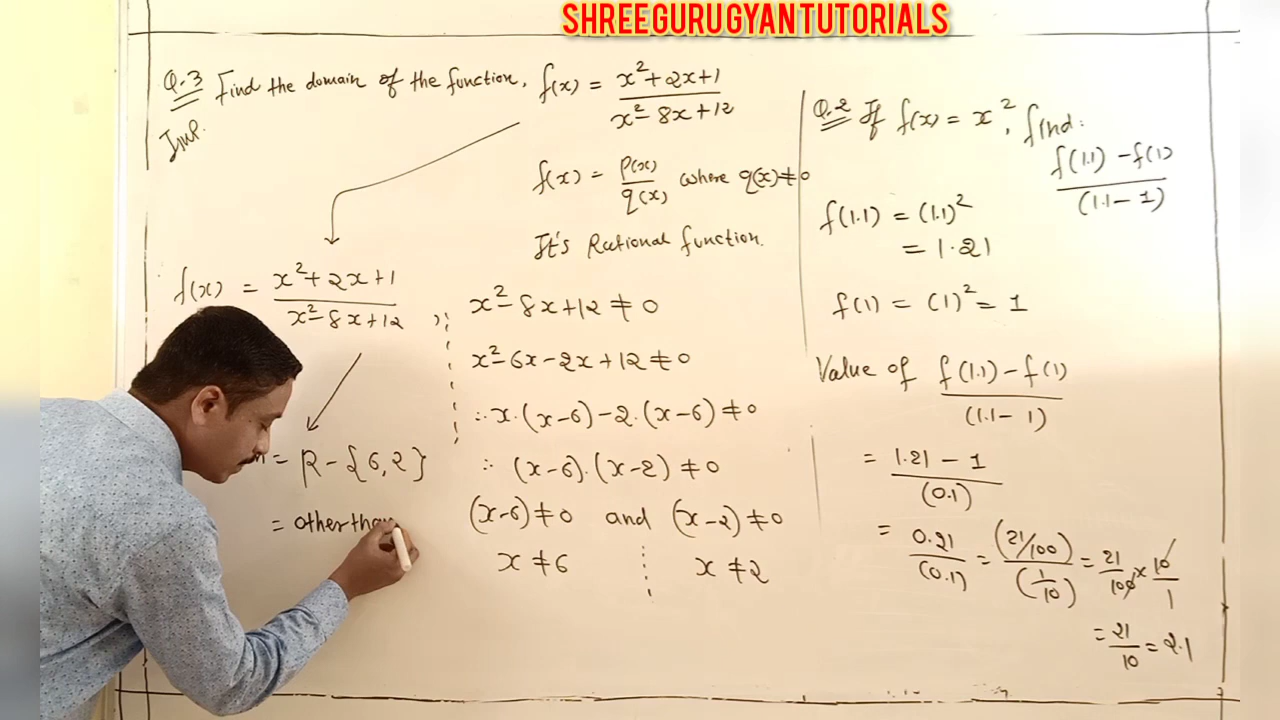 SHREE GURU GYAN TUTORIALS
Q.3 Find the domain of the function, f(x) = x²+2x+1 / x²-8x+12
Imp.
f(x) = p(x)/q(x) where q(x) ≠ 0
It's Rational function.
f(x) = x²+2x+1 / x²-8x+12 ,
= R - {6,2}
= other than
x²-8x+12 ≠ 0
x²-6x-2x+12 ≠ 0
∴ x.(x-6)-2.(x-6) ≠ 0
∴ (x-6).(x-2) ≠ 0
(x-6) ≠ 0 and (x-2) ≠ 0
x ≠ 6 x ≠ 2
Q.2 If f(x) = x², find:
f(1.1) - f(1) / (1.1 - 1)
f(1.1) = (1.1)²
= 1.21
f(1) = (1)² = 1
Value of f(1.1) - f(1) / (1.1 - 1)
= 1.21 - 1 / (0.1)
= 0.21 / (0.1) = (21/100) / (1/10) = 21/100 × 10/1
= 21/10 = 2.1